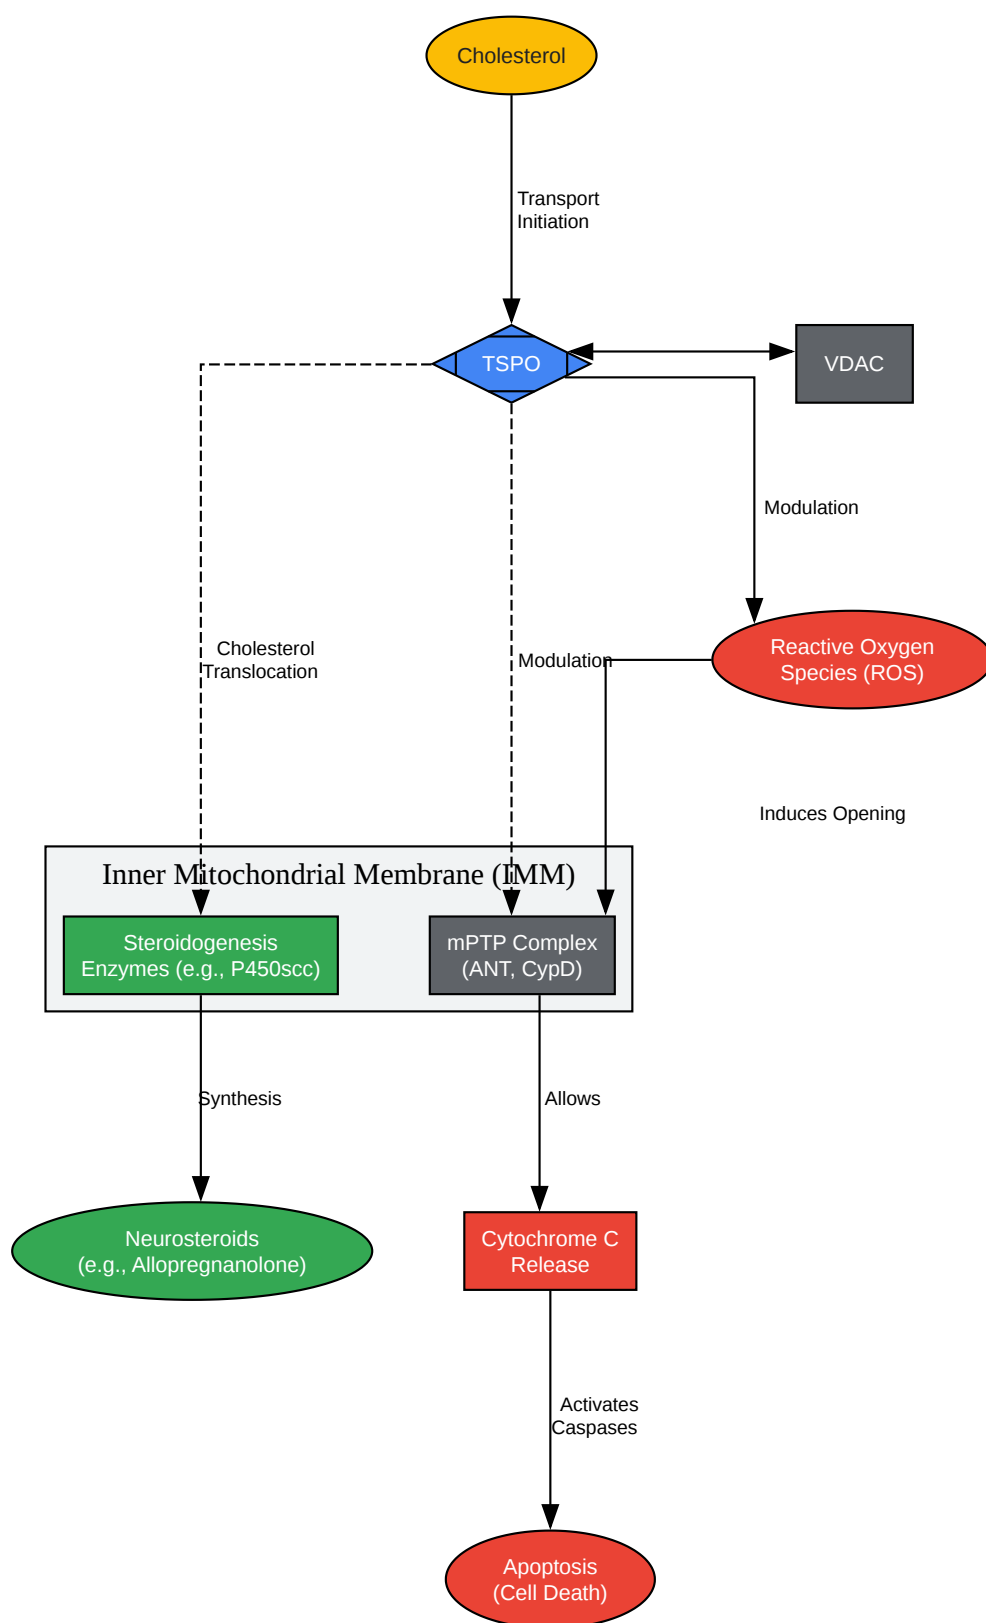 Cholesterol
Transport
Initiation
TSPO
VDAC
Modulation
Reactive Oxygen
Species (ROS)
Cholesterol
Translocation
Modulation
Induces Opening
Inner Mitochondrial Membrane (IMM)
Steroidogenesis
Enzymes (e.g., P450scc)
mPTP Complex
(ANT, CypD)
Synthesis
Allows
Neurosteroids
(e.g., Allopregnanolone)
Cytochrome C
Release
Activates
Caspases
Apoptosis
(Cell Death)